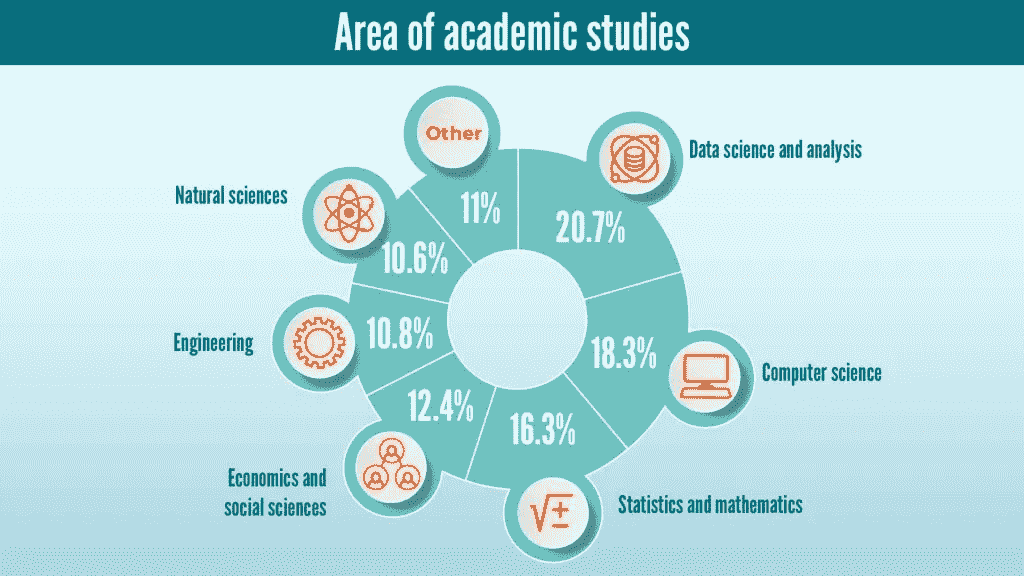 Area of academic studies
Other
Data science and analysis
Natural sciences
11%
20.7%
10.6%
Engineering
10.8%
18.3%
Computer science
12.4%
16.3%
Economics and
social sciences
Statistics and mathematics